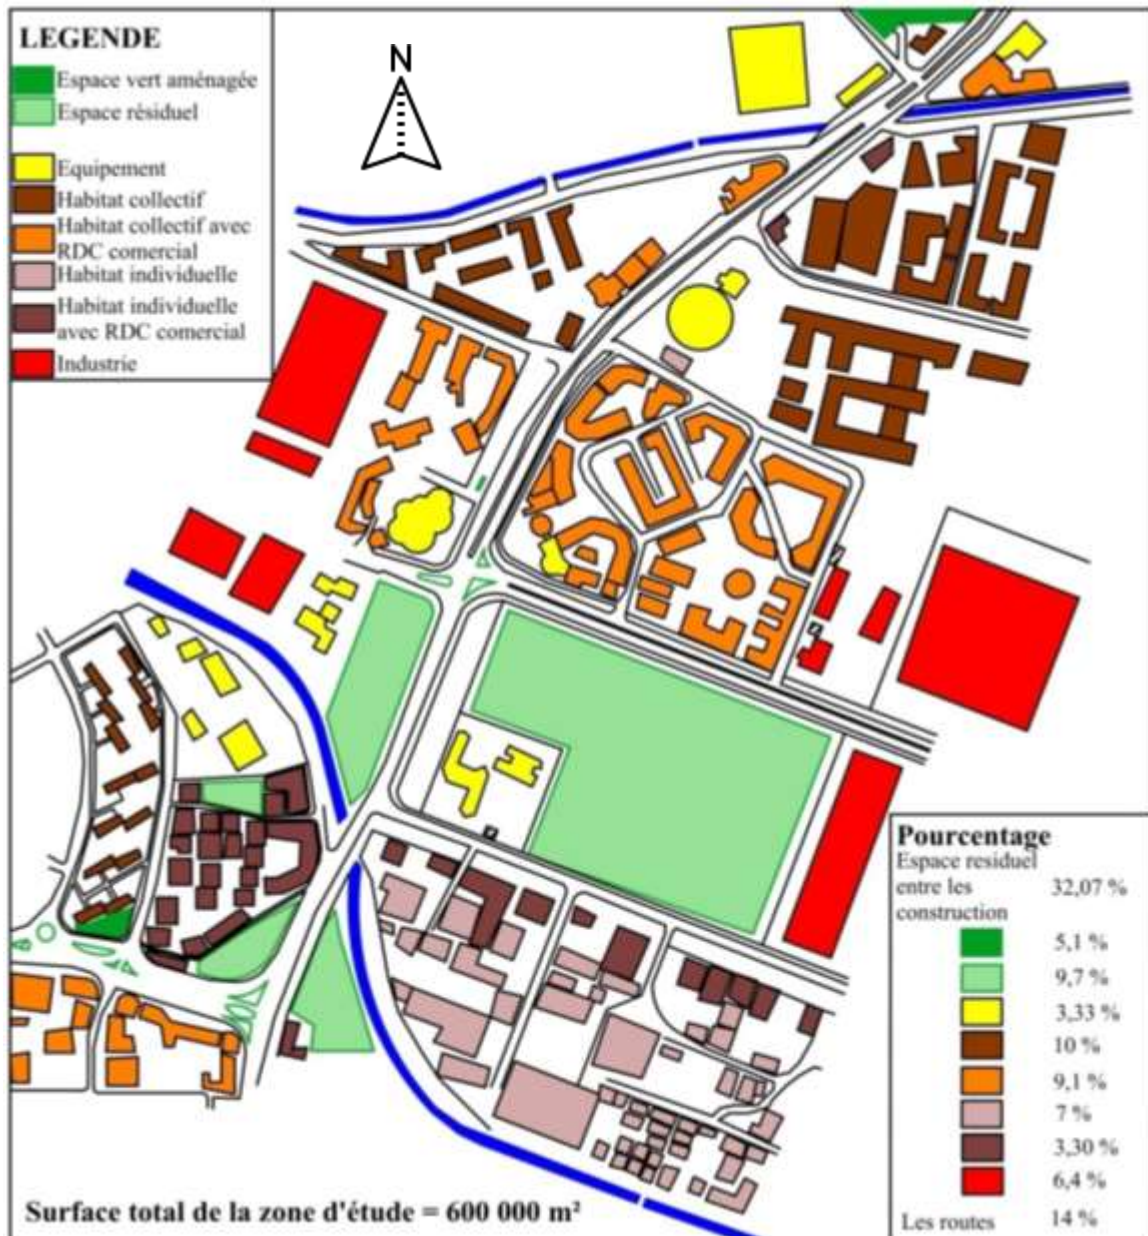 LEGENDE
Espace vert aménagée
Espace résiduel
Equipement
Habitat collectif
Habitat collectif avec
RDC comercial
Habitat individuelle
Habitat individuelle
avec RDC comercial
Industrie
N
Pourcentage
Espace residuel
entre les
construction
32,07 %
5,1 %
9,7 %
3,33 %
10 %
9,1 %
7 %
3,30 %
6,4 %
Les routes
14 %
Surface total de la zone d'étude = 600 000 m²